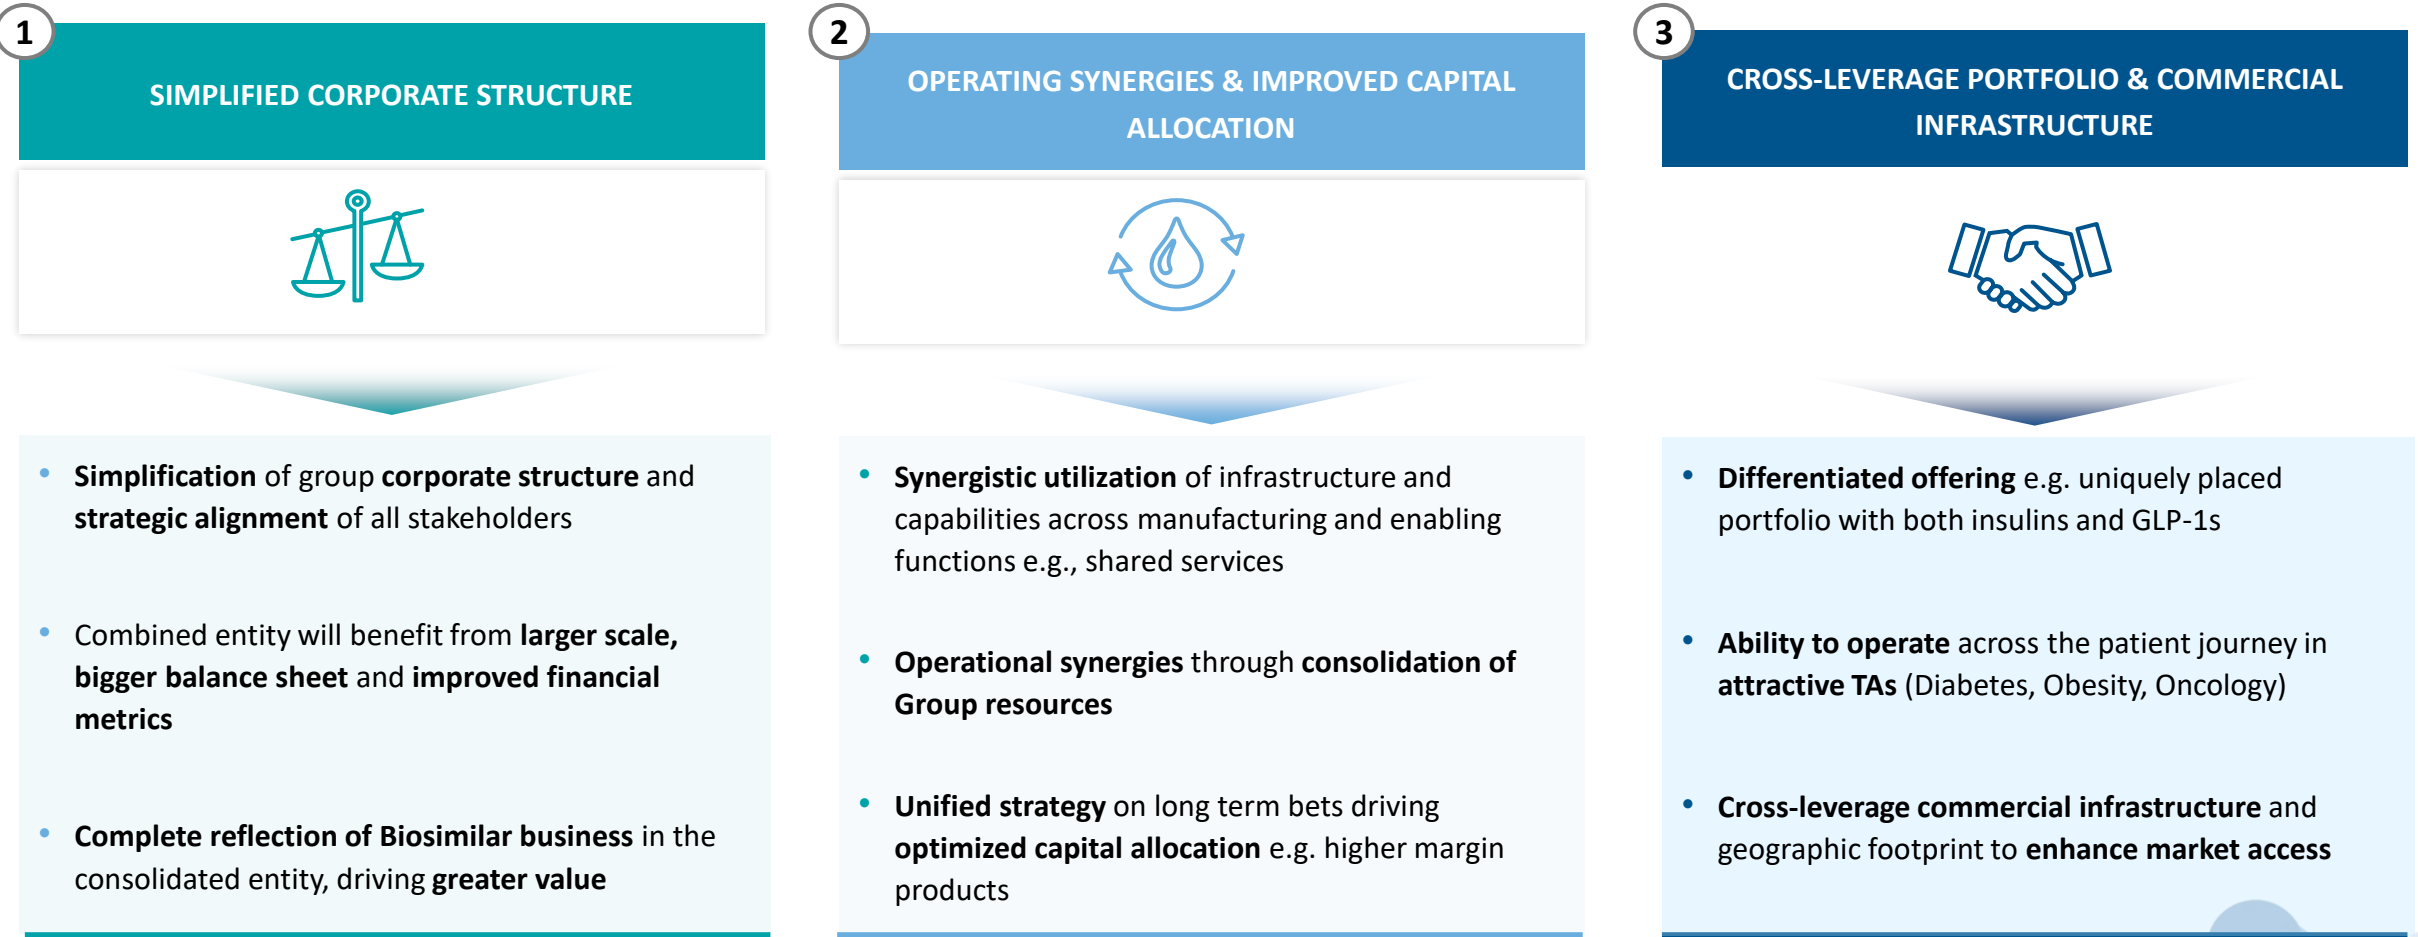 1
SIMPLIFIED CORPORATE STRUCTURE
• Simplification of group corporate structure and
strategic alignment of all stakeholders
• Combined entity will benefit from larger scale,
bigger balance sheet and improved financial
metrics
• Complete reflection of Biosimilar business in the
consolidated entity, driving greater value
2
OPERATING SYNERGIES & IMPROVED CAPITAL
ALLOCATION
• Synergistic utilization of infrastructure and
capabilities across manufacturing and enabling
functions e.g., shared services
• Operational synergies through consolidation of
Group resources
• Unified strategy on long term bets driving
optimized capital allocation e.g. higher margin
products
3
CROSS-LEVERAGE PORTFOLIO & COMMERCIAL
INFRASTRUCTURE
• Differentiated offering e.g. uniquely placed
portfolio with both insulins and GLP-1s
• Ability to operate across the patient journey in
attractive TAs (Diabetes, Obesity, Oncology)
• Cross-leverage commercial infrastructure and
geographic footprint to enhance market access